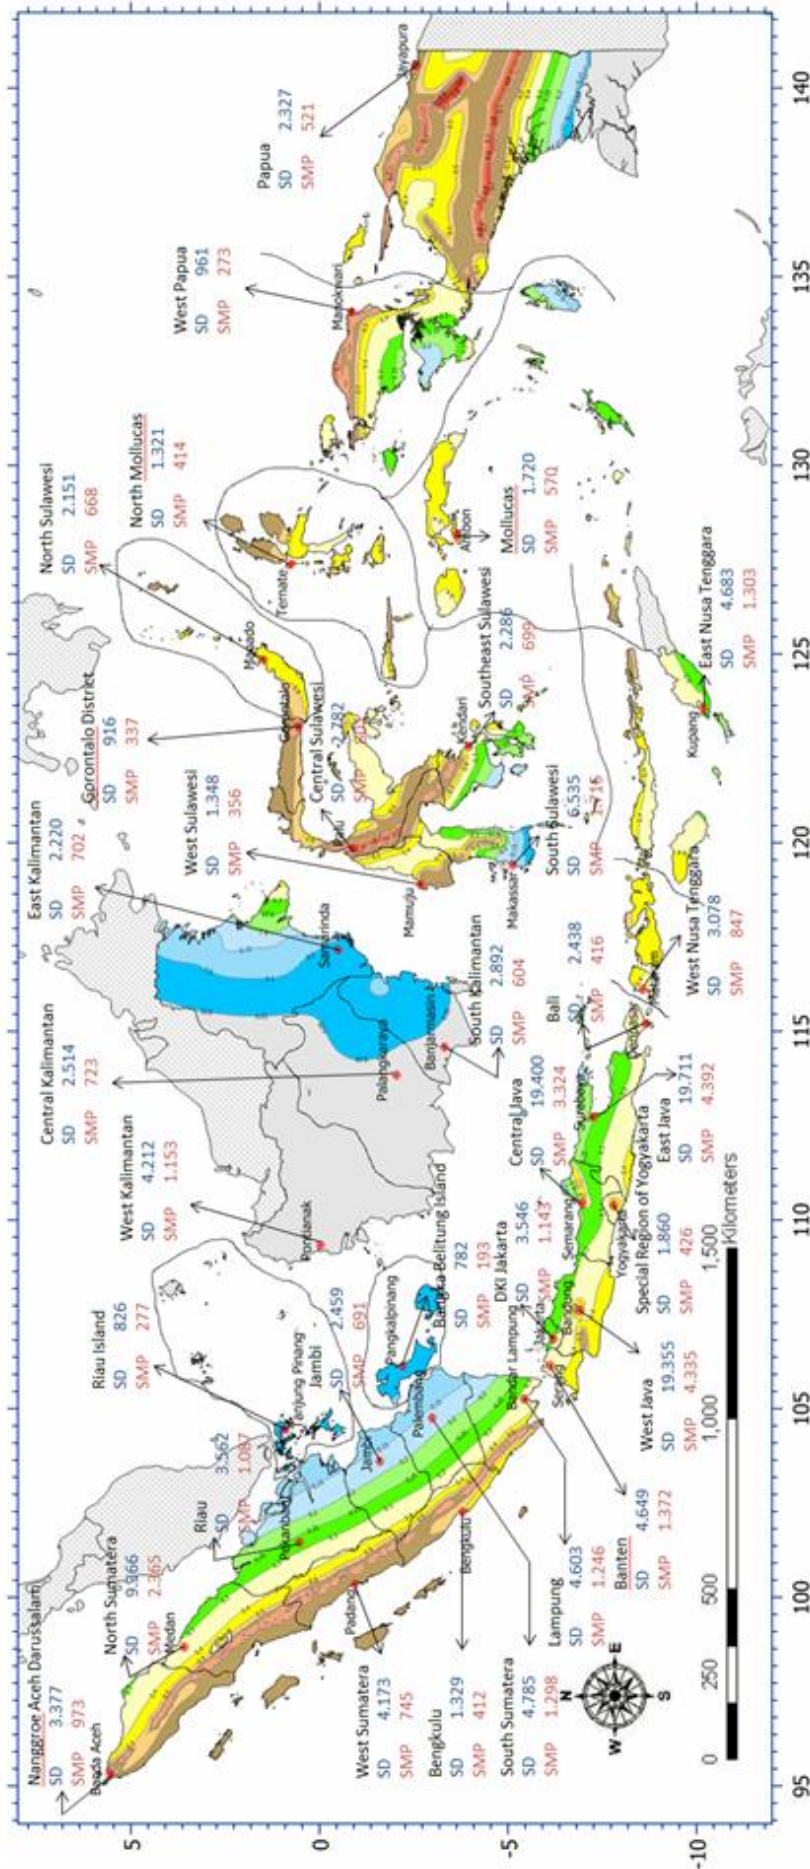 Nanggroe Aceh Darussalam
SD 3.377
SMP 973
Banda Aceh
North Sumatera
SD 9.366
SMP 2.365
Medan
Riau
SD 3.562
SMP 1.087
Riau Island
SD 826
SMP 277
Tanjung Pinang
Jambi
SD 2.459
SMP 691
Jambi
West Kalimantan
SD 4.212
SMP 1.153
Pontianak
Central Kalimantan
SD 2.514
SMP 723
Palangkaraya
East Kalimantan
SD 2.220
SMP 702
Samarinda
Gorontalo District
SD 916
SMP 337
Gorontalo
North Sulawesi
SD 2.151
SMP 668
Manado
North Mollucas
SD 1.321
SMP 414
Ternate
West Papua
SD 961
SMP 273
Manokwari
Papua
SD 2.327
SMP 521
Jayapura
West Sulawesi
SD 1.348
SMP 356
Mamuju
Central Sulawesi
SD 2.782
SMP
Southeast Sulawesi
SD 2.286
SMP 699
Kendari
Mollucas
SD 1.720
SMP 570
Ambon
South Sulawesi
SD 6.535
SMP 1.716
Makassar
South Kalimantan
SD 2.892
SMP 604
Banjarmasin
Bangka Belitung Island
SD 782
SMP 193
Pangkalpinang
Palembang
Padang
Bengkulu
West Sumatera
SD 4.173
SMP 745
Bengkulu
SD 1.329
SMP 412
South Sumatera
SD 4.785
SMP 1.298
Lampung
SD 4.603
SMP 1.246
Bandar Lampung
Banten
SD 4.649
SMP 1.372
Serang
DKI Jakarta
SD 3.546
SMP 1.143
Jakarta
West Java
SD 19.355
SMP 4.335
Bandung
Central Java
SD 19.400
SMP 3.324
Semarang
Special Region of Yogyakarta
SD 1.860
SMP 426
Yogyakarta
East Java
SD 19.711
SMP 4.392
Surabaya
Bali
SD 2.438
SMP 416
West Nusa Tenggara
SD 3.078
SMP 847
East Nusa Tenggara
SD 4.683
SMP 1.303
Kupang
N
W E
S
0 250 500 1,000 1,500
Kilometers
5
0
-5
-10
95 100 105 110 115 120 125 130 135 140